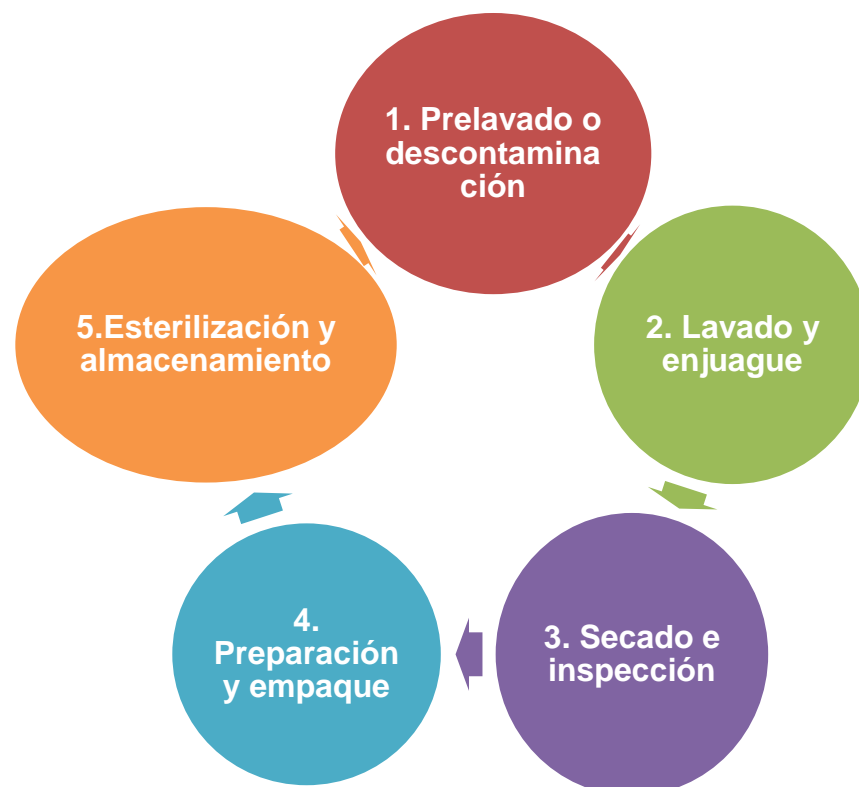 1. Prelavado o
descontamina
ción
2. Lavado y
enjuague
3. Secado e
inspección
4.
Preparación
y empaque
5.Esterilización y
almacenamiento